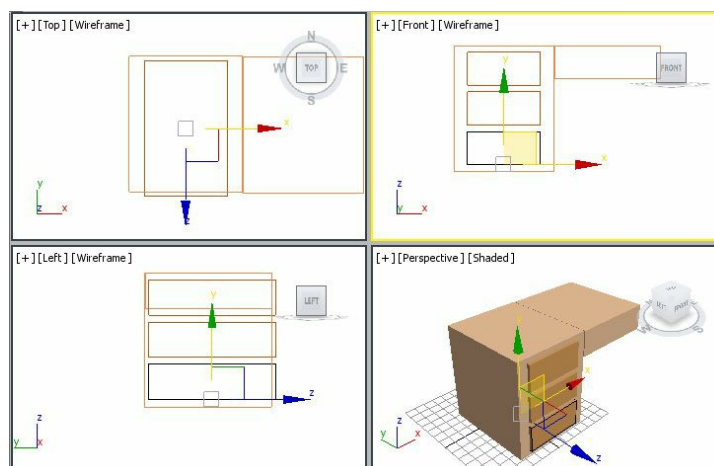 [+] [Top] [Wireframe]
N
W TOP E
S
x
z
y
z x
[+] [Front] [Wireframe]
FRONT
y
x
z
y x
[+] [Left] [Wireframe]
LEFT
y
z
z
y x
[+] [Perspective] [Shaded]
W S
y
x
z
z
y x